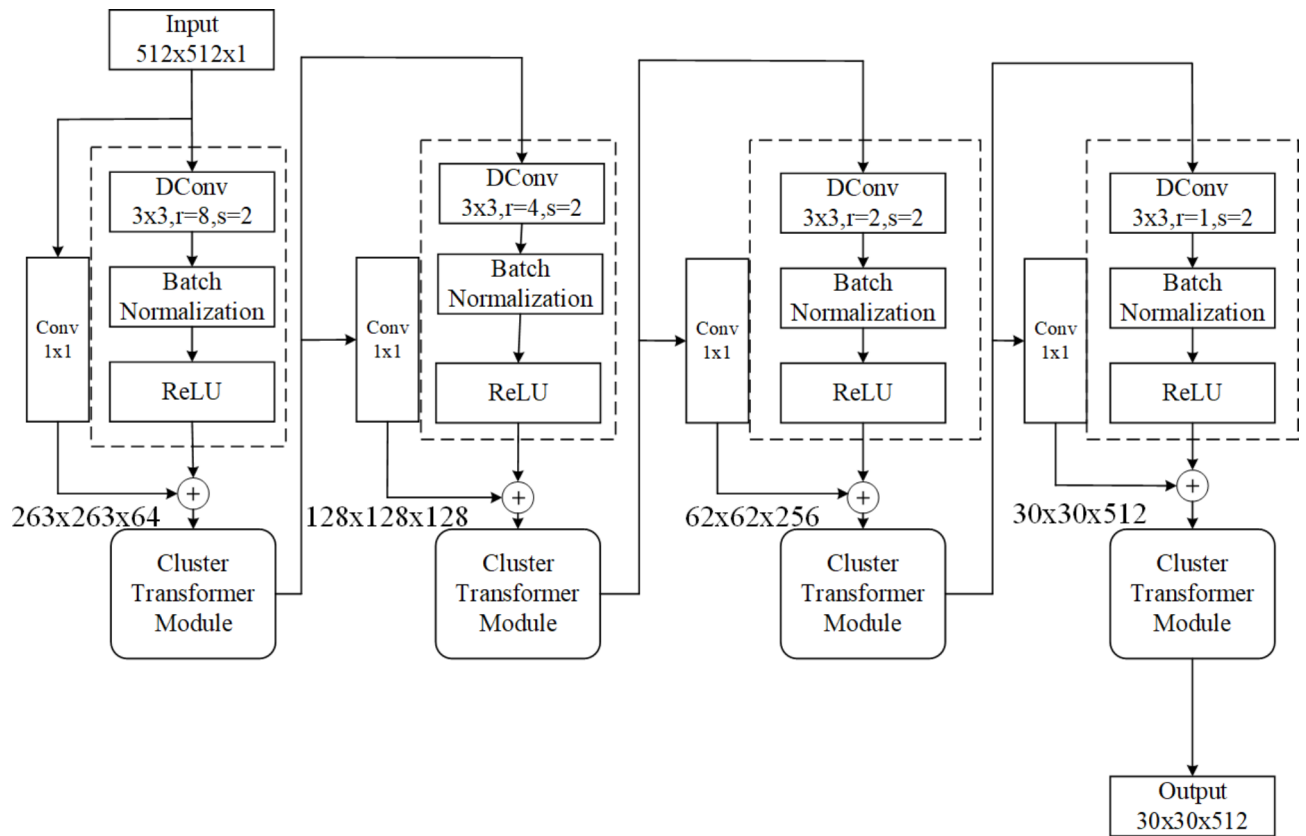 Input
512x512x1
DConv
3x3,r=8,s=2
Batch
Normalization
ReLU
Conv
1x1
263x263x64
Cluster
Transformer
Module
DConv
3x3,r=4,s=2
Batch
Normalization
ReLU
Conv
1x1
128x128x128
Cluster
Transformer
Module
DConv
3x3,r=2,s=2
Batch
Normalization
ReLU
Conv
1x1
62x62x256
Cluster
Transformer
Module
DConv
3x3,r=1,s=2
Batch
Normalization
ReLU
Conv
1x1
30x30x512
Cluster
Transformer
Module
Output
30x30x512